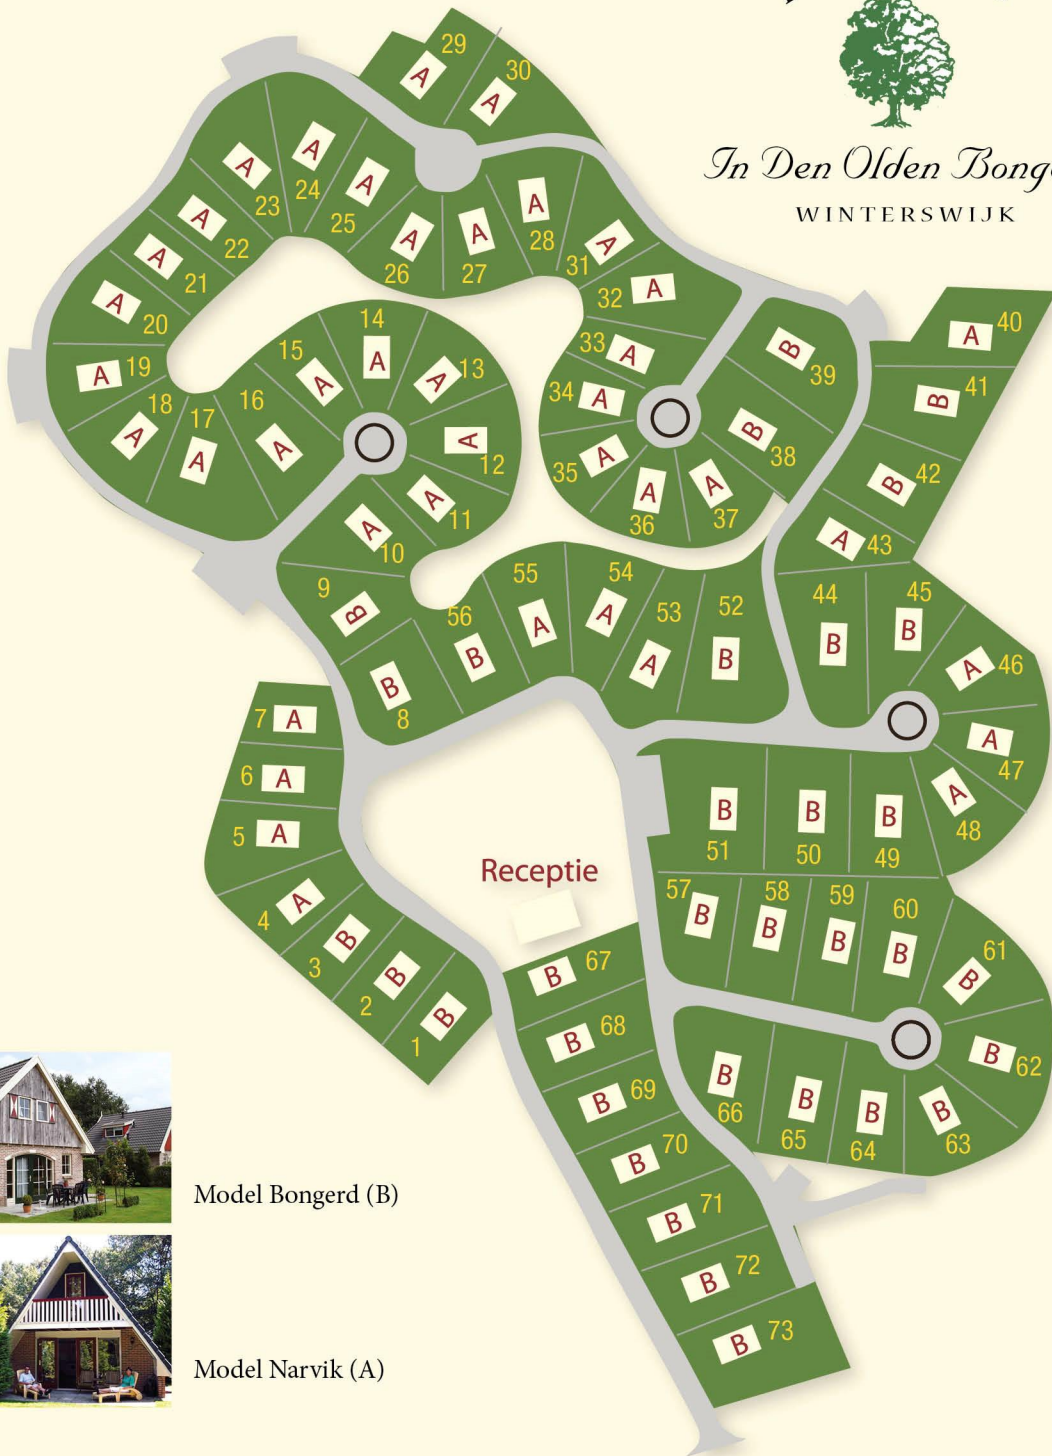 In Den Olden
WINTERSWIJK
29
A
30
A
A
23
A
24
A
25
A
26
A
27
A
28
A
31
A
32
A
22
A
21
A
20
A
19
A
18
A
17
A
16
A
15
14
A
A
13
A
12
A
11
A
10
33
A
34
A
35
A
A
36
A
37
B
38
B
39
A
40
B
41
B
42
A
43
9
B
B
8
56
B
55
A
54
A
53
A
52
B
44
B
45
B
A
46
A
47
A
48
7
A
6
A
5
A
4
A
3
B
2
B
1
B
B
51
B
50
B
49
Receptie
57
B
58
B
59
B
60
B
61
B
B
62
B
63
B
64
B
65
B
66
B
67
B
68
B
69
B
70
B
71
B
72
B
73
Model Bongerd (B)
Model Narvik (A)